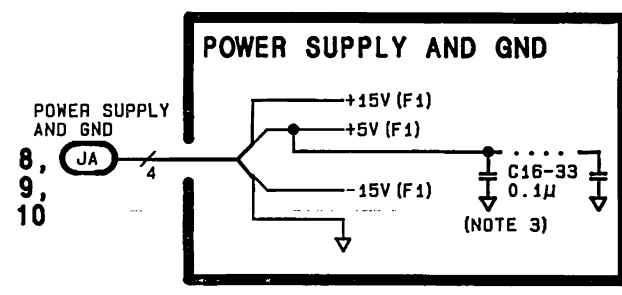 POWER SUPPLY AND GND
POWER SUPPLY
AND GND
8,
9,
10
JA
4
+15V (F1)
+5V (F1)
-15V (F1)
C16-33
0.1μ
(NOTE 3)